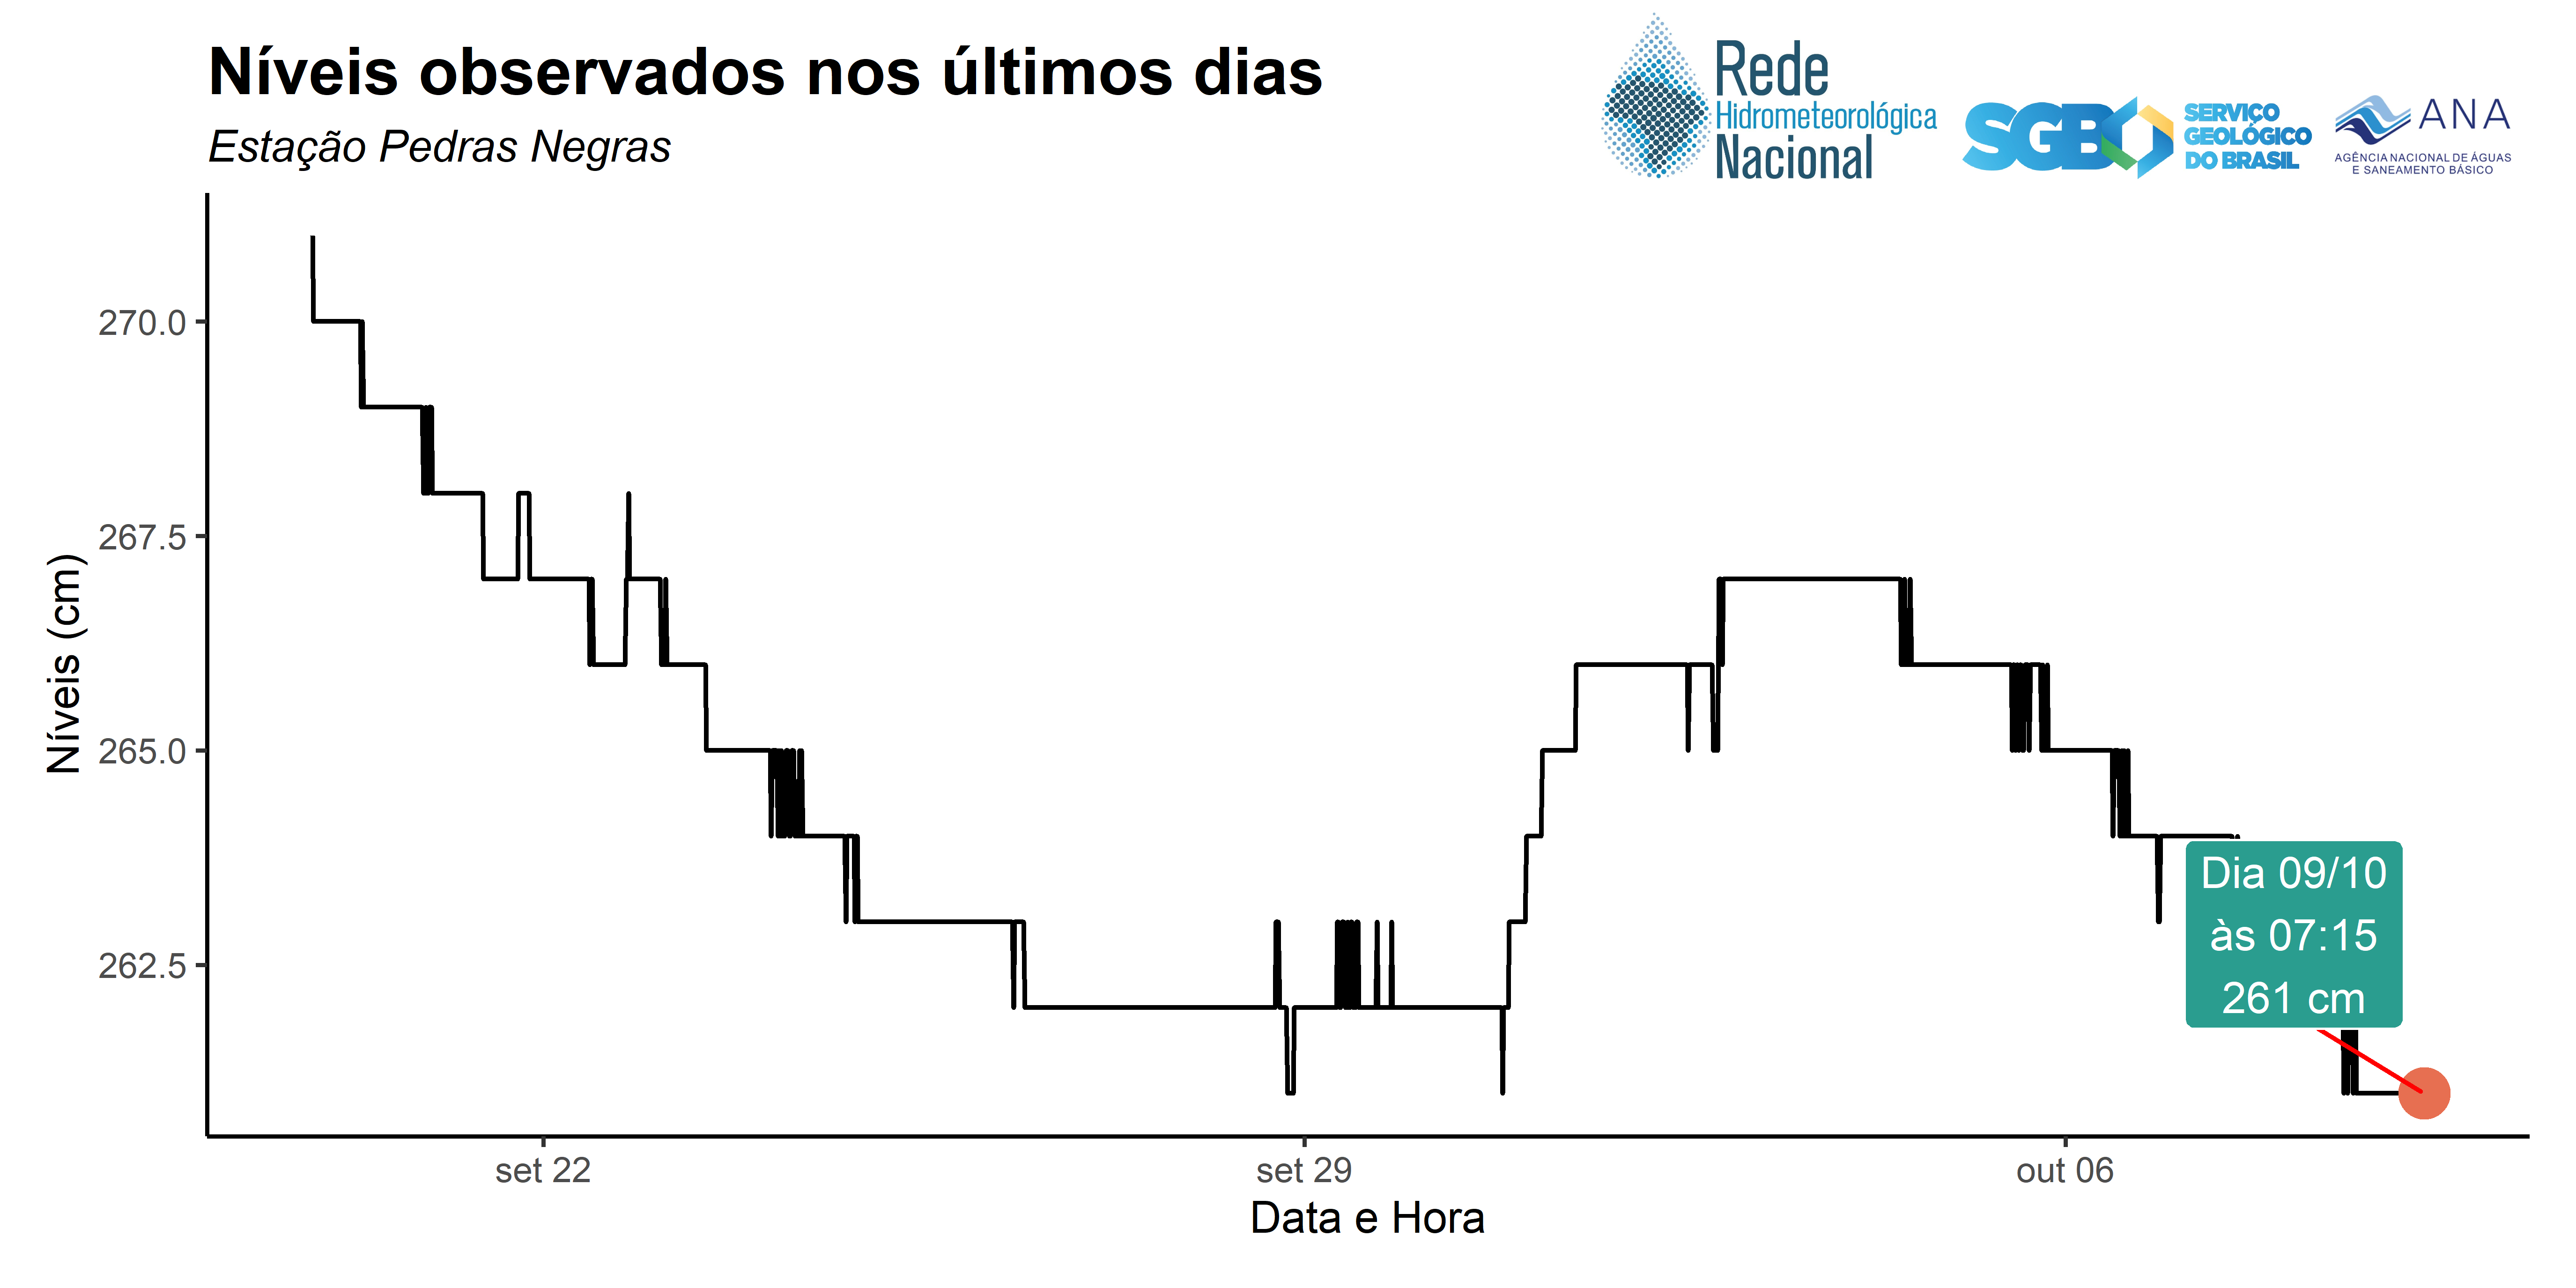 Níveis observados nos últimos dias
Estação Pedras Negras
Rede
Hidrometeorológica
Nacional
SGB
SERVIÇO
GEOLÓGICO
DO BRASIL
ANA
AGÊNCIA NACIONAL DE ÁGUAS
E SANEAMENTO BÁSICO
270.0
267.5
265.0
262.5
Níveis (cm)
Dia 09/10
às 07:15
261 cm
set 22
set 29
out 06
Data e Hora